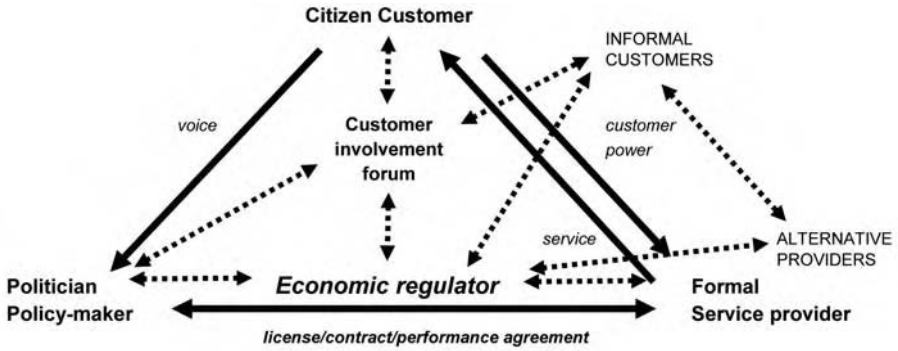 Citizen Customer
INFORMAL
CUSTOMERS
voice
Customer
involvement
forum
customer
power
service
ALTERNATIVE
PROVIDERS
Politician
Policy-maker
Economic regulator
Formal
Service provider
license/contract/performance agreement